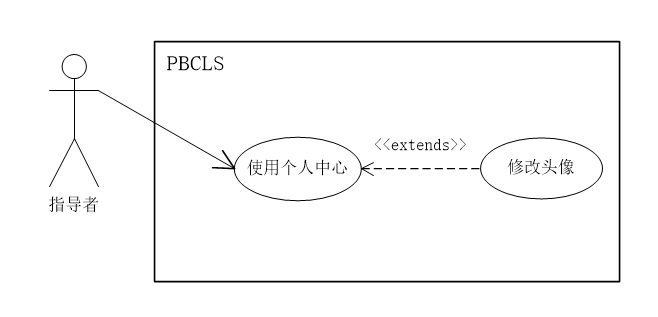 PBCLS
<<extends>>
使用个人中心
修改头像
指导者